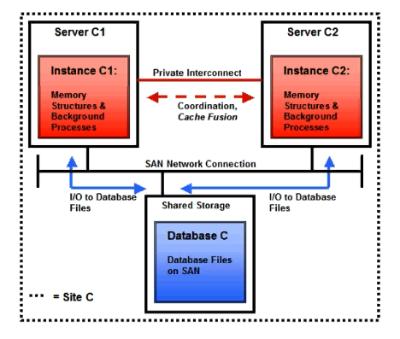 Server C1
Server C2
Instance C1:
Memory
Structures &
Background
Processes
Private Interconnect
Coordination,
Cache Fusion
Instance C2:
Memory
Structures &
Background
Processes
SAN Network Connection
I/O to Database
Files
I/O to Database
Files
Shared Storage
Database C
Database Files
on SAN
= Site C